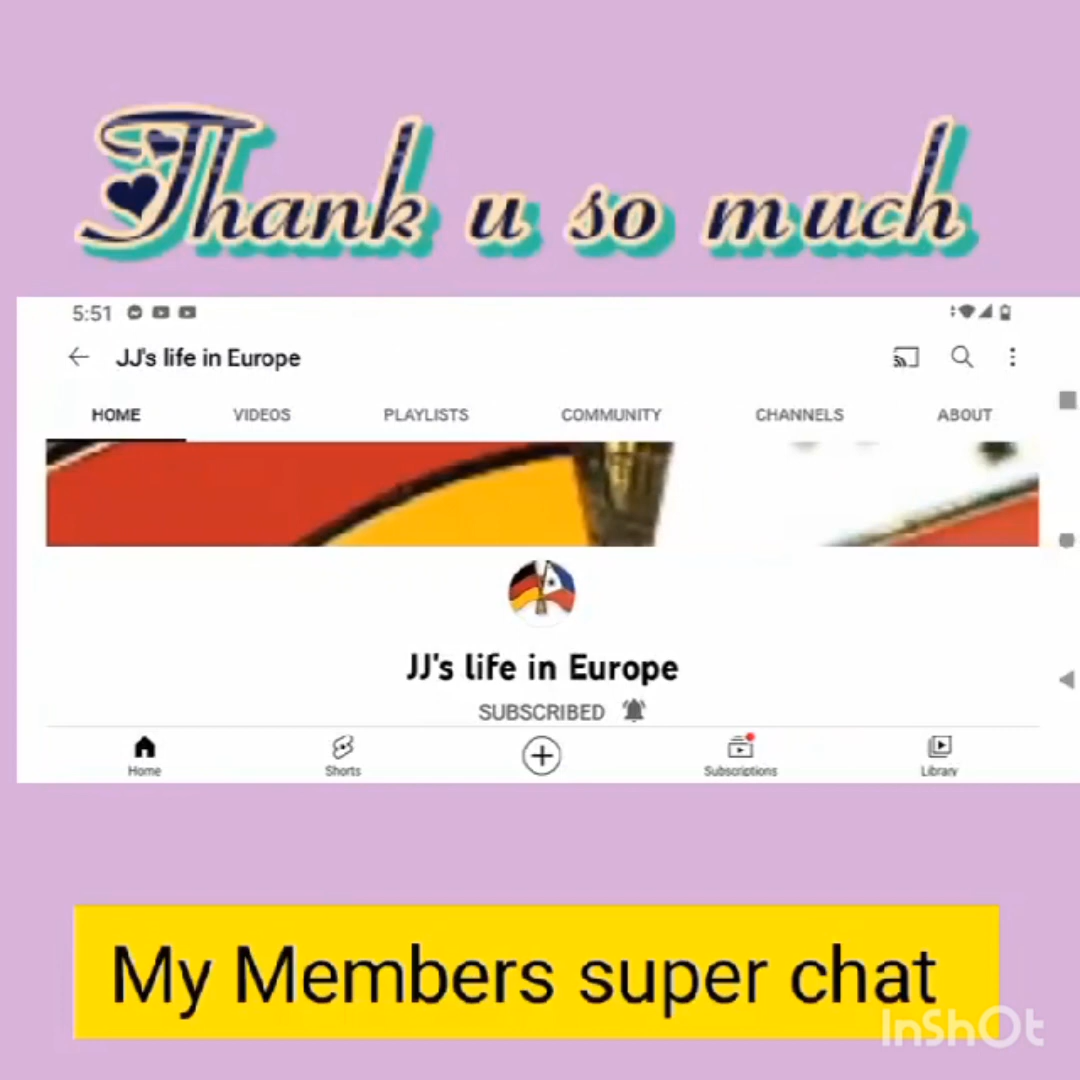 Thank u so much
5:51
JJ's life in Europe
HOME VIDEOS PLAYLISTS COMMUNITY CHANNELS ABOUT
JJ's life in Europe
SUBSCRIBED
Home Shorts Subscriptions Library
My Members super chat
InShOt